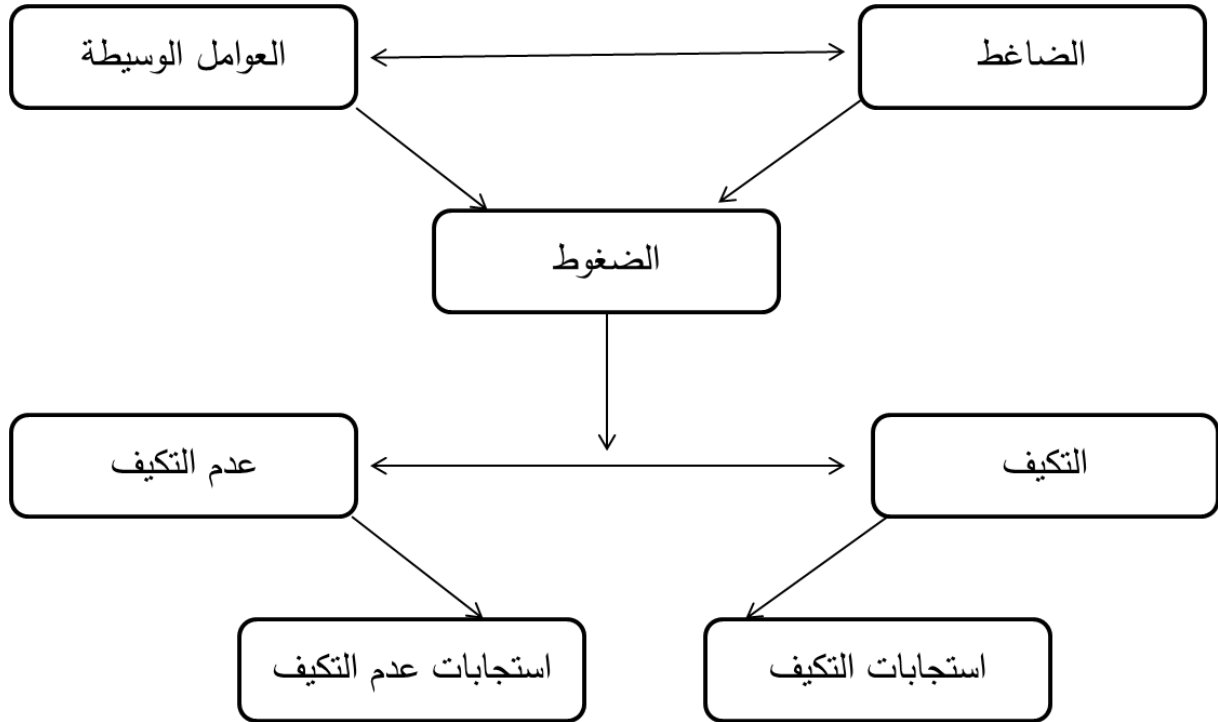 الضاغط
العوامل الوسيطة
الضغوط
التكيف
عدم التكيف
استجابات التكيف
استجابات عدم التكيف